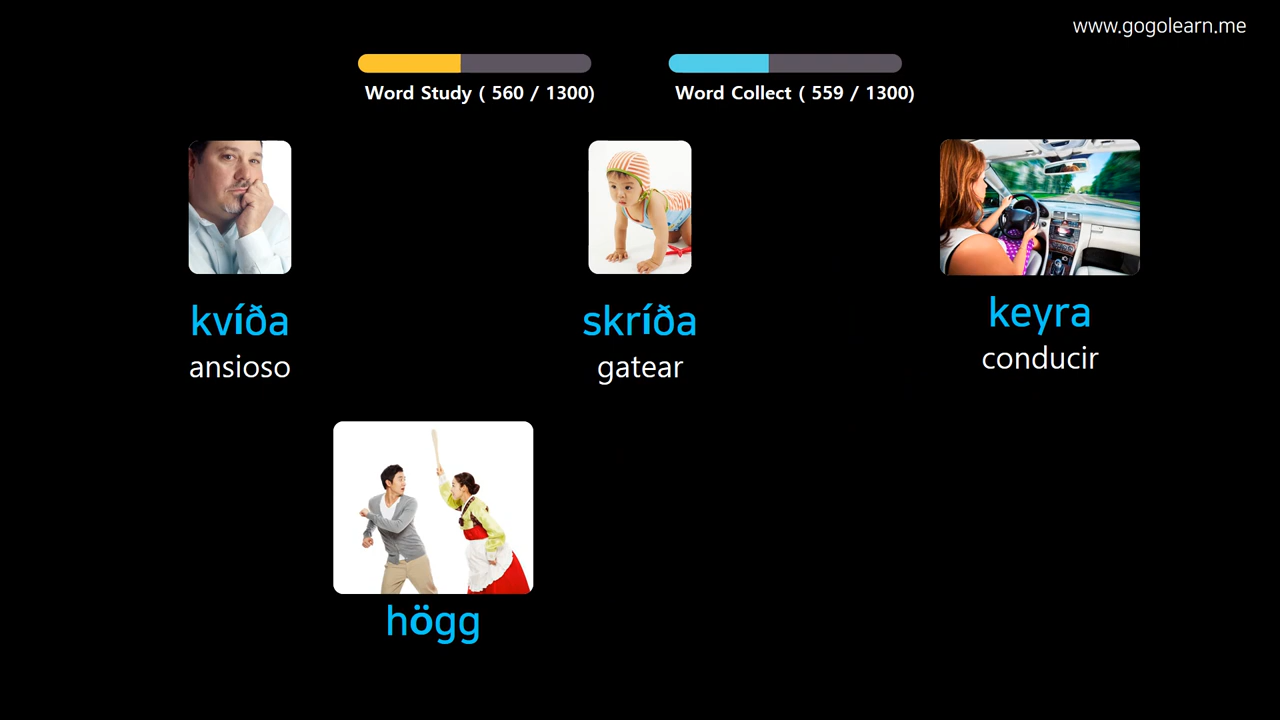 www.gogolearn.me
Word Study ( 560 / 1300)
Word Collect ( 559 / 1300)
kvíða
ansioso
skríða
gatear
keyra
conducir
högg